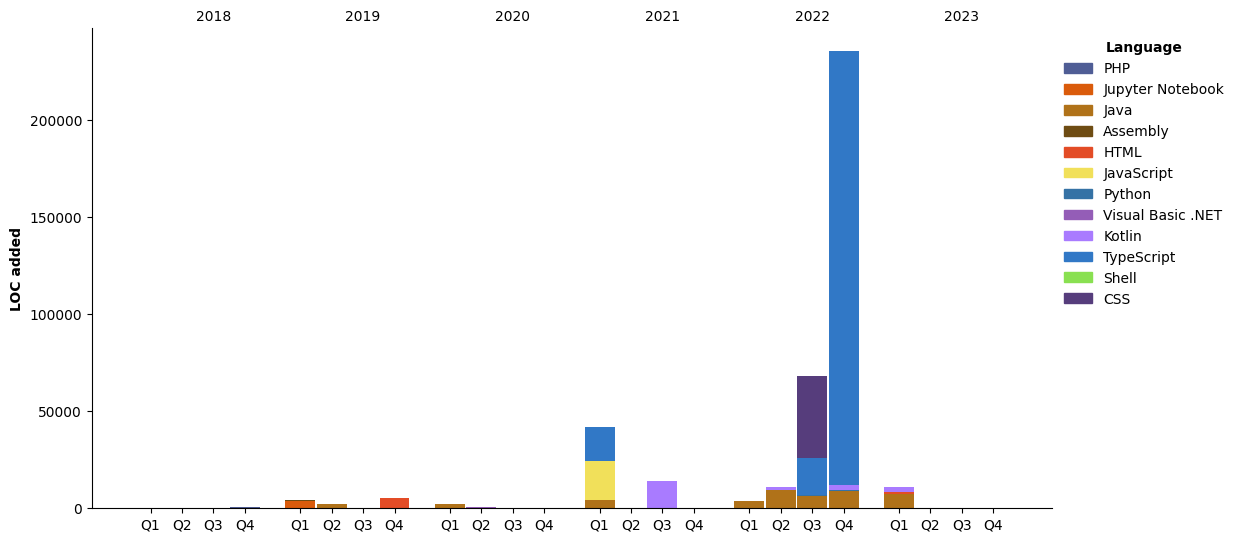 2018 2019 2020 2021 2022 2023
Language
PHP
Jupyter Notebook
Java
Assembly
HTML
JavaScript
Python
Visual Basic .NET
Kotlin
TypeScript
Shell
CSS
LOC added
200000
150000
100000
50000
0
Q1 Q2 Q3 Q4 Q1 Q2 Q3 Q4 Q1 Q2 Q3 Q4 Q1 Q2 Q3 Q4 Q1 Q2 Q3 Q4 Q1 Q2 Q3 Q4